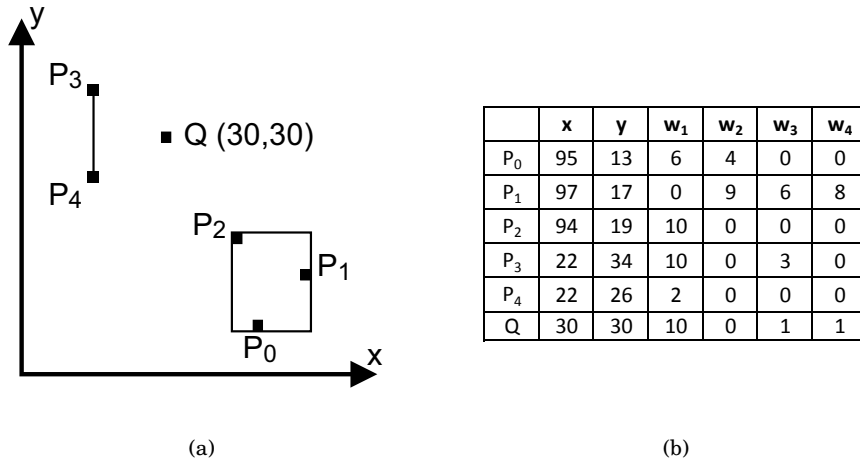 y
P3
Q (30,30)
P4
P2
P1
P0
x
(a)
x y w1 w2 w3 w4
P0 95 13 6 4 0 0
P1 97 17 0 9 6 8
P2 94 19 10 0 0 0
P3 22 34 10 0 3 0
P4 22 26 2 0 0 0
Q 30 30 10 0 1 1
(b)